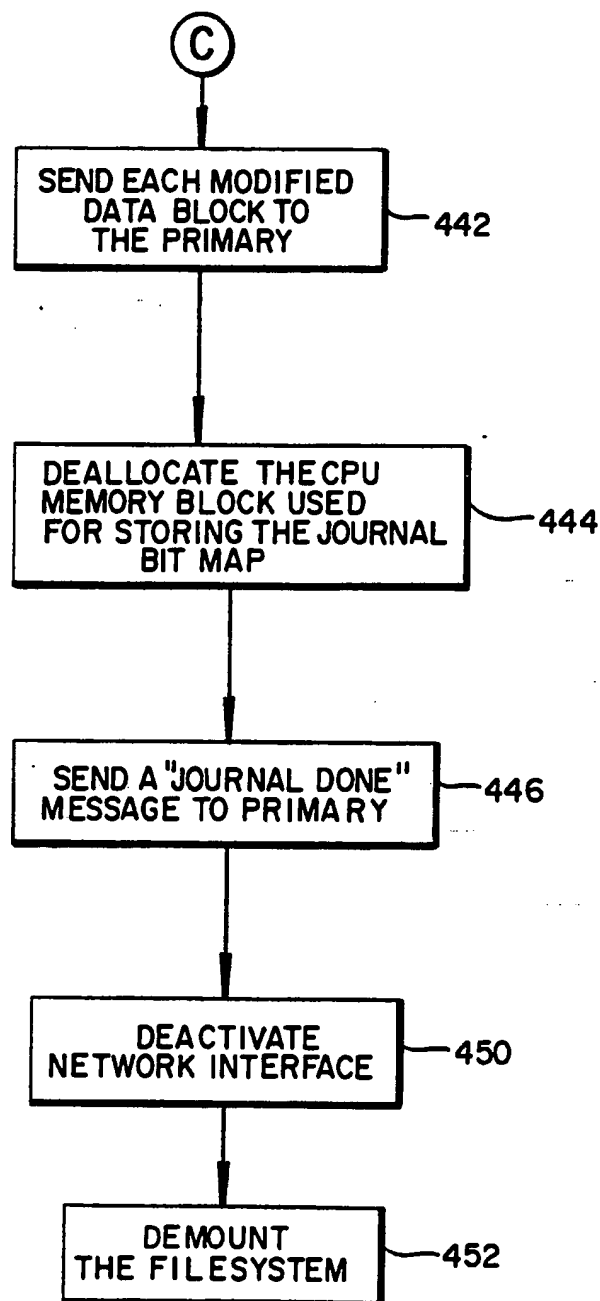 C
SEND EACH MODIFIED
DATA BLOCK TO
THE PRIMARY
442
DEALLOCATE THE CPU
MEMORY BLOCK USED
FOR STORING THE JOURNAL
BIT MAP
444
SEND A "JOURNAL DONE"
MESSAGE TO PRIMARY
446
DEACTIVATE
NETWORK INTERFACE
450
DEMOUNT
THE FILESYSTEM
452